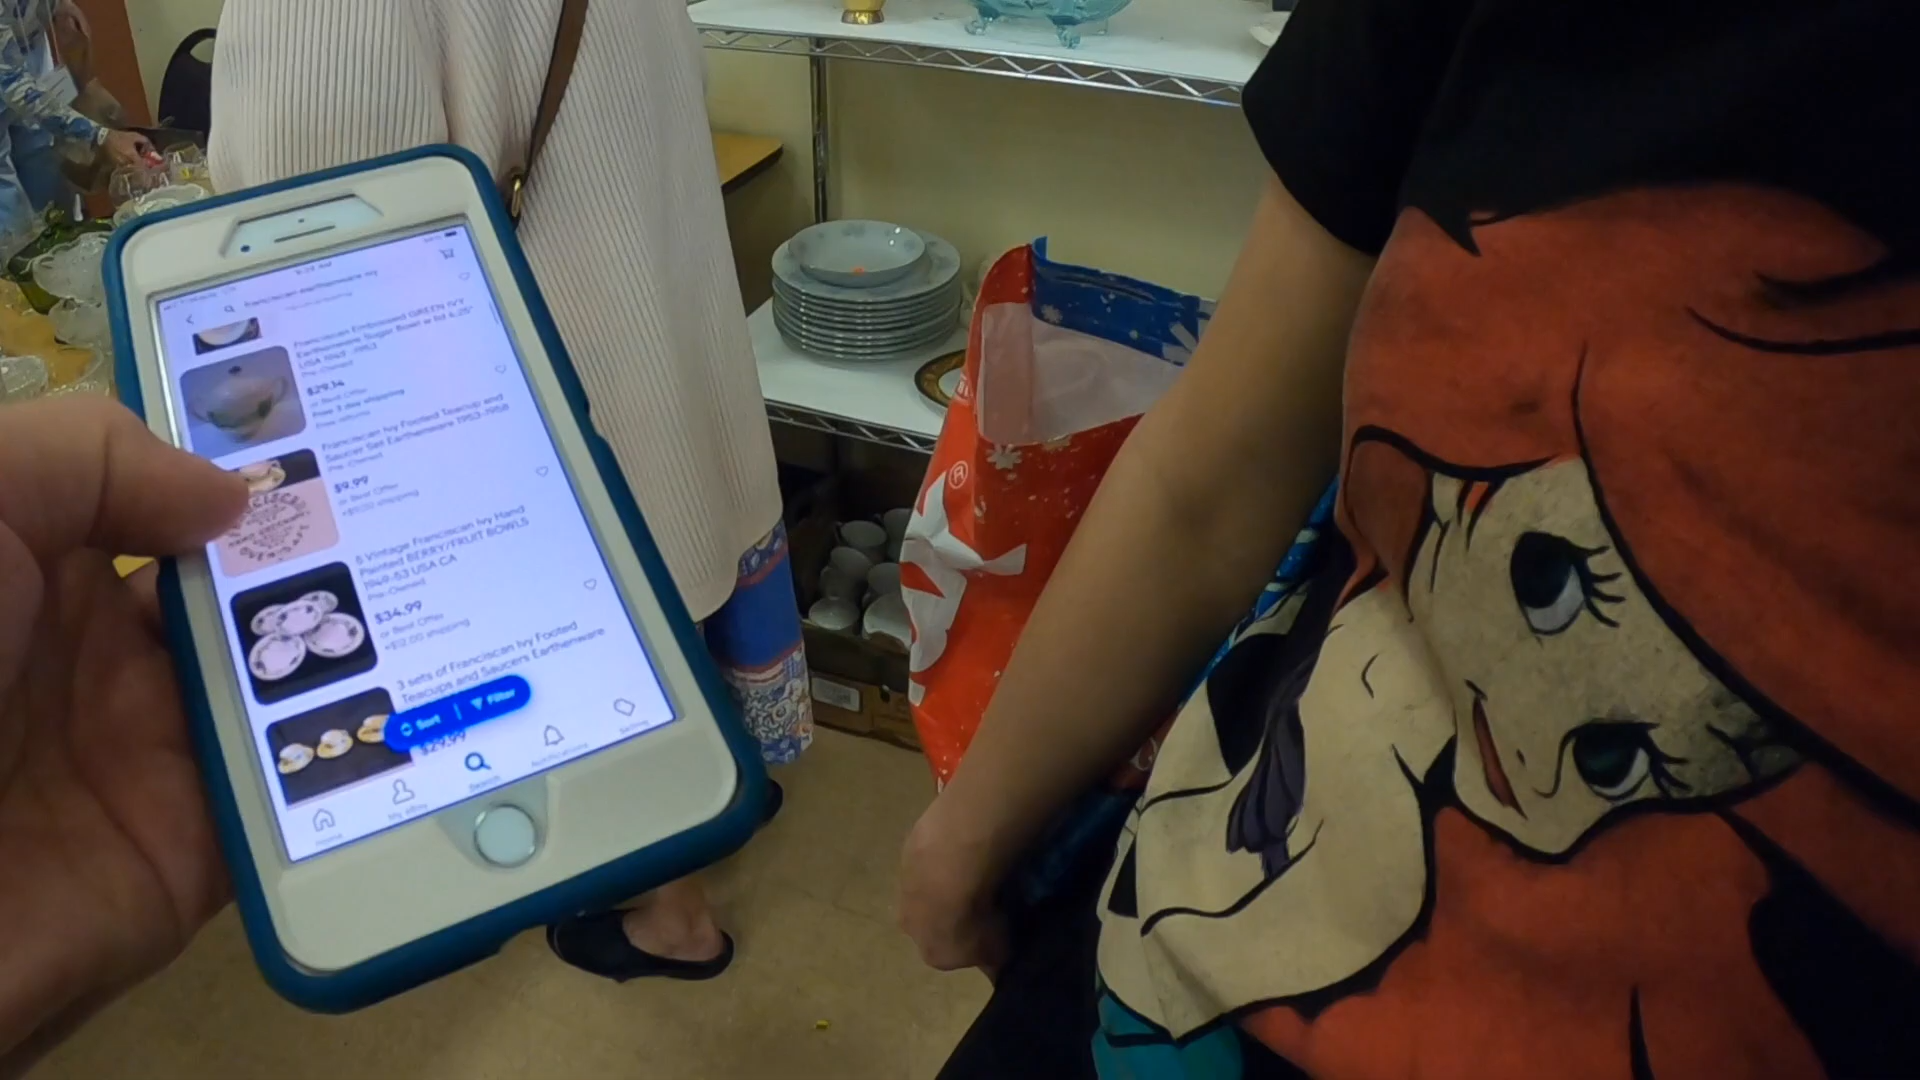 franciscan earthenware ivy
Franciscan Embossed GREEN IVY
Earthenware Sugar Bowl w lid 6.25"
USA 1949-1953
Pre-Owned
$29.14
or Best Offer
Free 3 day shipping
Free returns
Franciscan Ivy Footed Teacup and
Saucer Set Earthenware 1953-1958
Pre-Owned
$9.99
or Best Offer
5 Vintage Franciscan Ivy Hand
Painted BERRY/FRUIT BOWLS
1949-53 USA CA
Pre-Owned
$34.99
or Best Offer
+$12.00 shipping
3 sets of Franciscan Ivy Footed
Teacups and Saucers Earthenware
$29.99
Sort
Filter
Home
My eBay
Search
Notifications
Selling
®